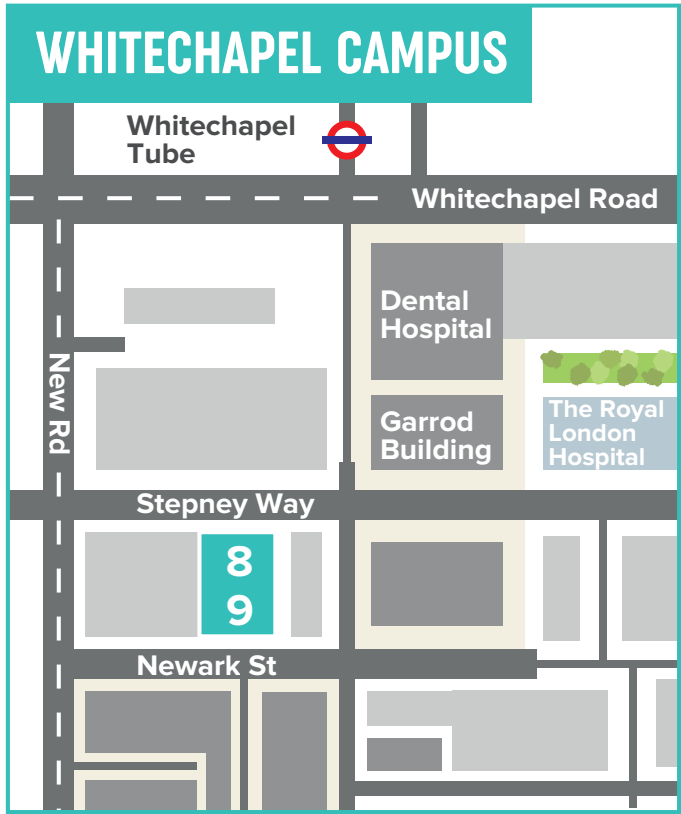 WHITECHAPEL CAMPUS
Whitechapel
Tube
Whitechapel Road
Dental
Hospital
New Rd
Garrod
Building
The Royal
London
Hospital
Stepney Way
8
9
Newark St